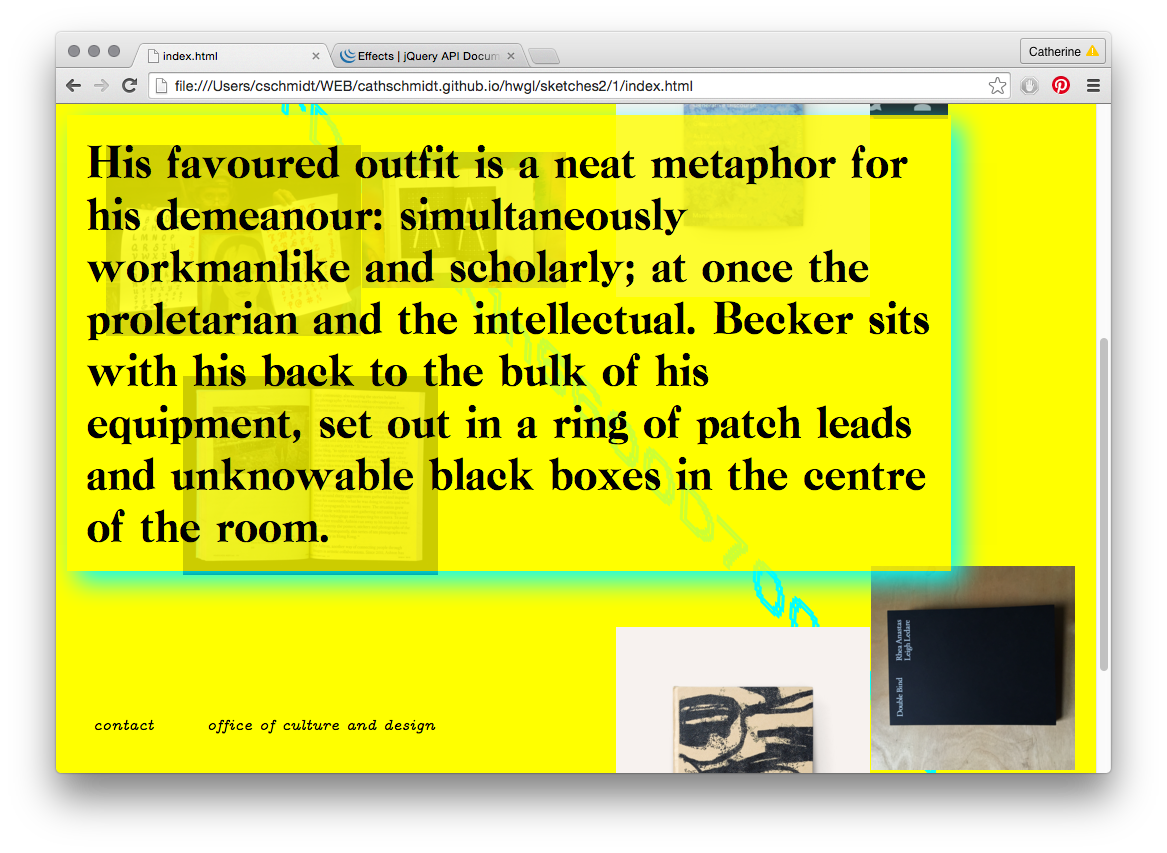 index.html
Effects | jQuery API Docum
Catherine
file:///Users/cschmidt/WEB/cathschmidt.github.io/hwgl/sketches2/1/index.html
His favoured outfit is a neat metaphor for
his demeanour: simultaneously
workmanlike and scholarly; at once the
proletarian and the intellectual. Becker sits
with his back to the bulk of his
equipment, set out in a ring of patch leads
and unknowable black boxes in the centre
of the room.
Double Bind
Rhea Anastas
Leigh Ledare
contact
office of culture and design